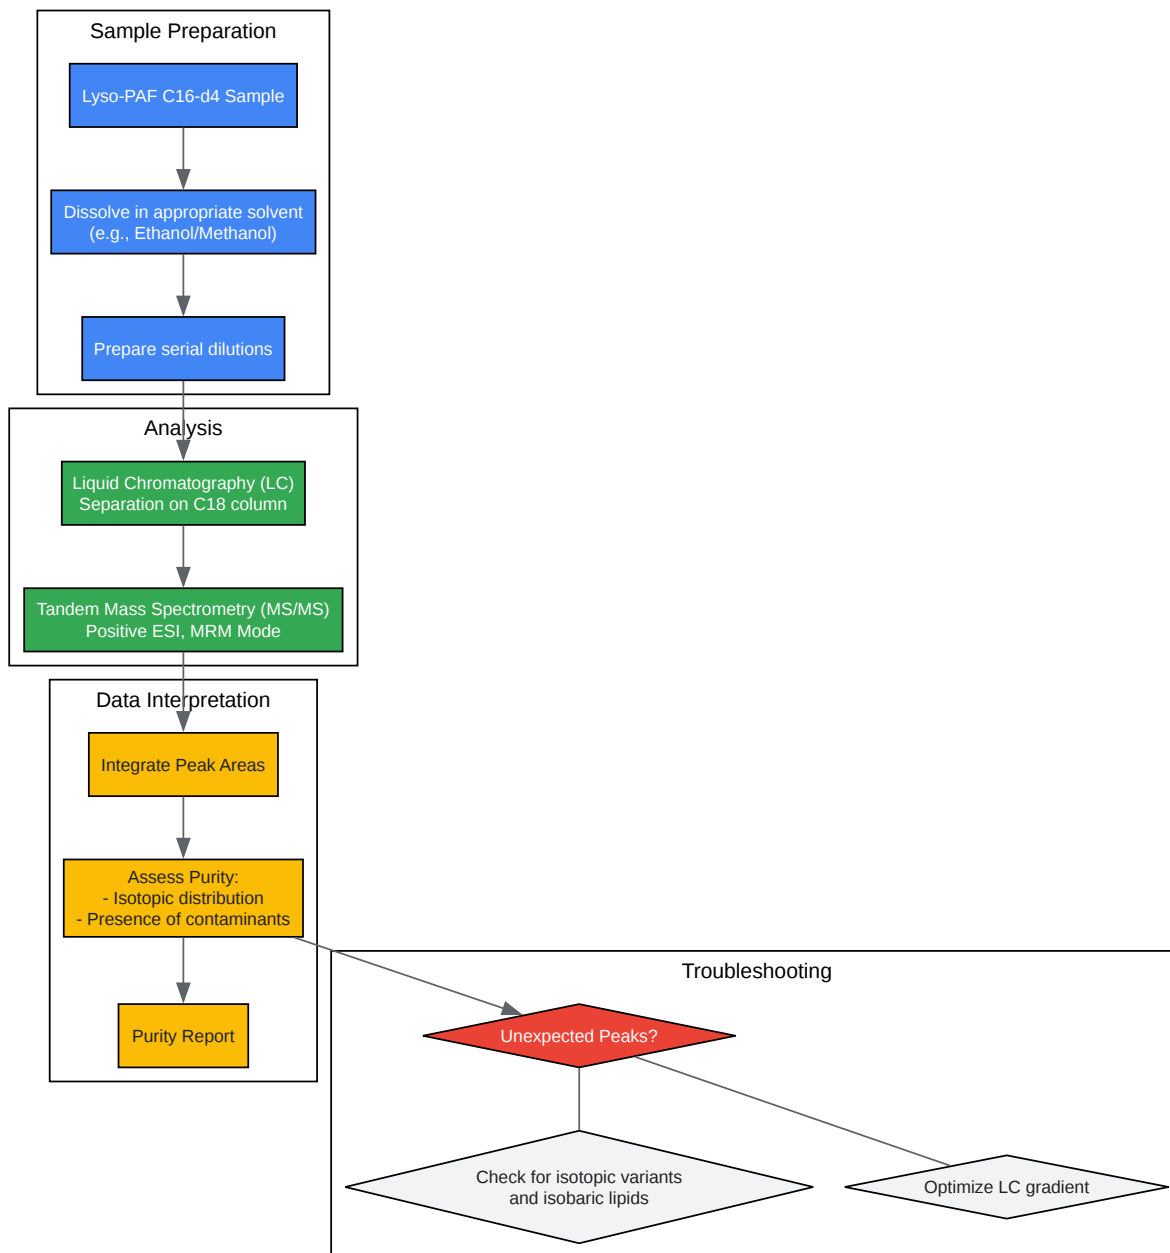 Sample Preparation
Lyso-PAF C16-d4 Sample
Dissolve in appropriate solvent
(e.g., Ethanol/Methanol)
Prepare serial dilutions
Analysis
Liquid Chromatography (LC)
Separation on C18 column
Tandem Mass Spectrometry (MS/MS)
Positive ESI, MRM Mode
Data Interpretation
Integrate Peak Areas
Assess Purity:
- Isotopic distribution
- Presence of contaminants
Purity Report
Troubleshooting
Unexpected Peaks?
Check for isotopic variants
and isobaric lipids
Optimize LC gradient